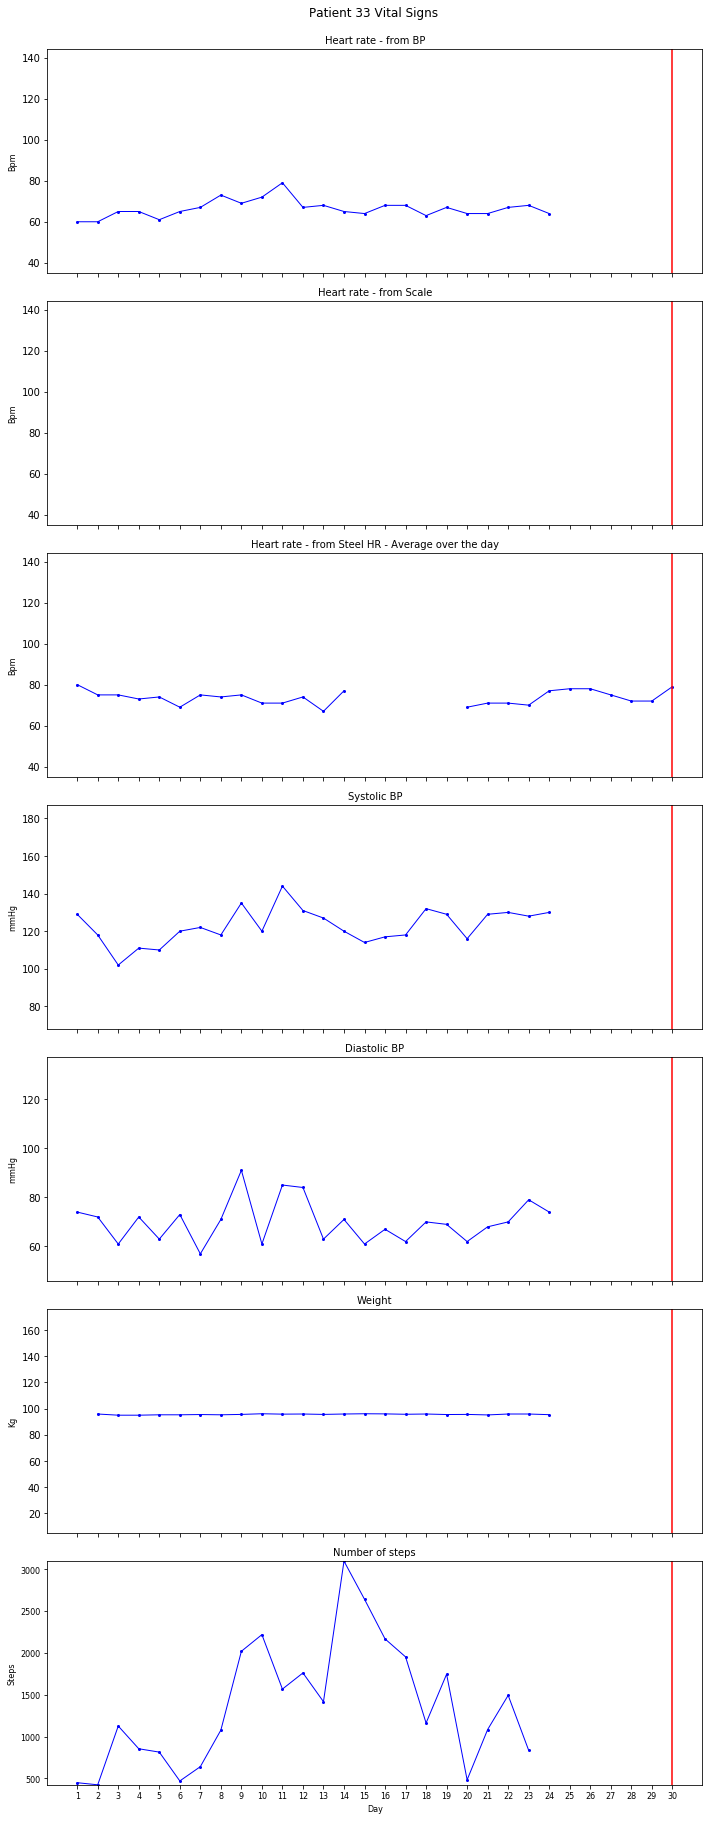 Patient 33 Vital Signs
Heart rate - from BP
140
120
100
80
60
40
Bpm
Heart rate - from Scale
140
120
100
80
60
40
Bpm
Heart rate - from Steel HR - Average over the day
140
120
100
80
60
40
Bpm
Systolic BP
180
160
140
120
100
80
mmHg
Diastolic BP
120
100
80
60
mmHg
Weight
160
140
120
100
80
60
40
20
Kg
Number of steps
3000
2500
2000
1500
1000
500
Steps
1 2 3 4 5 6 7 8 9 10 11 12 13 14 15 16 17 18 19 20 21 22 23 24 25 26 27 28 29 30
Day